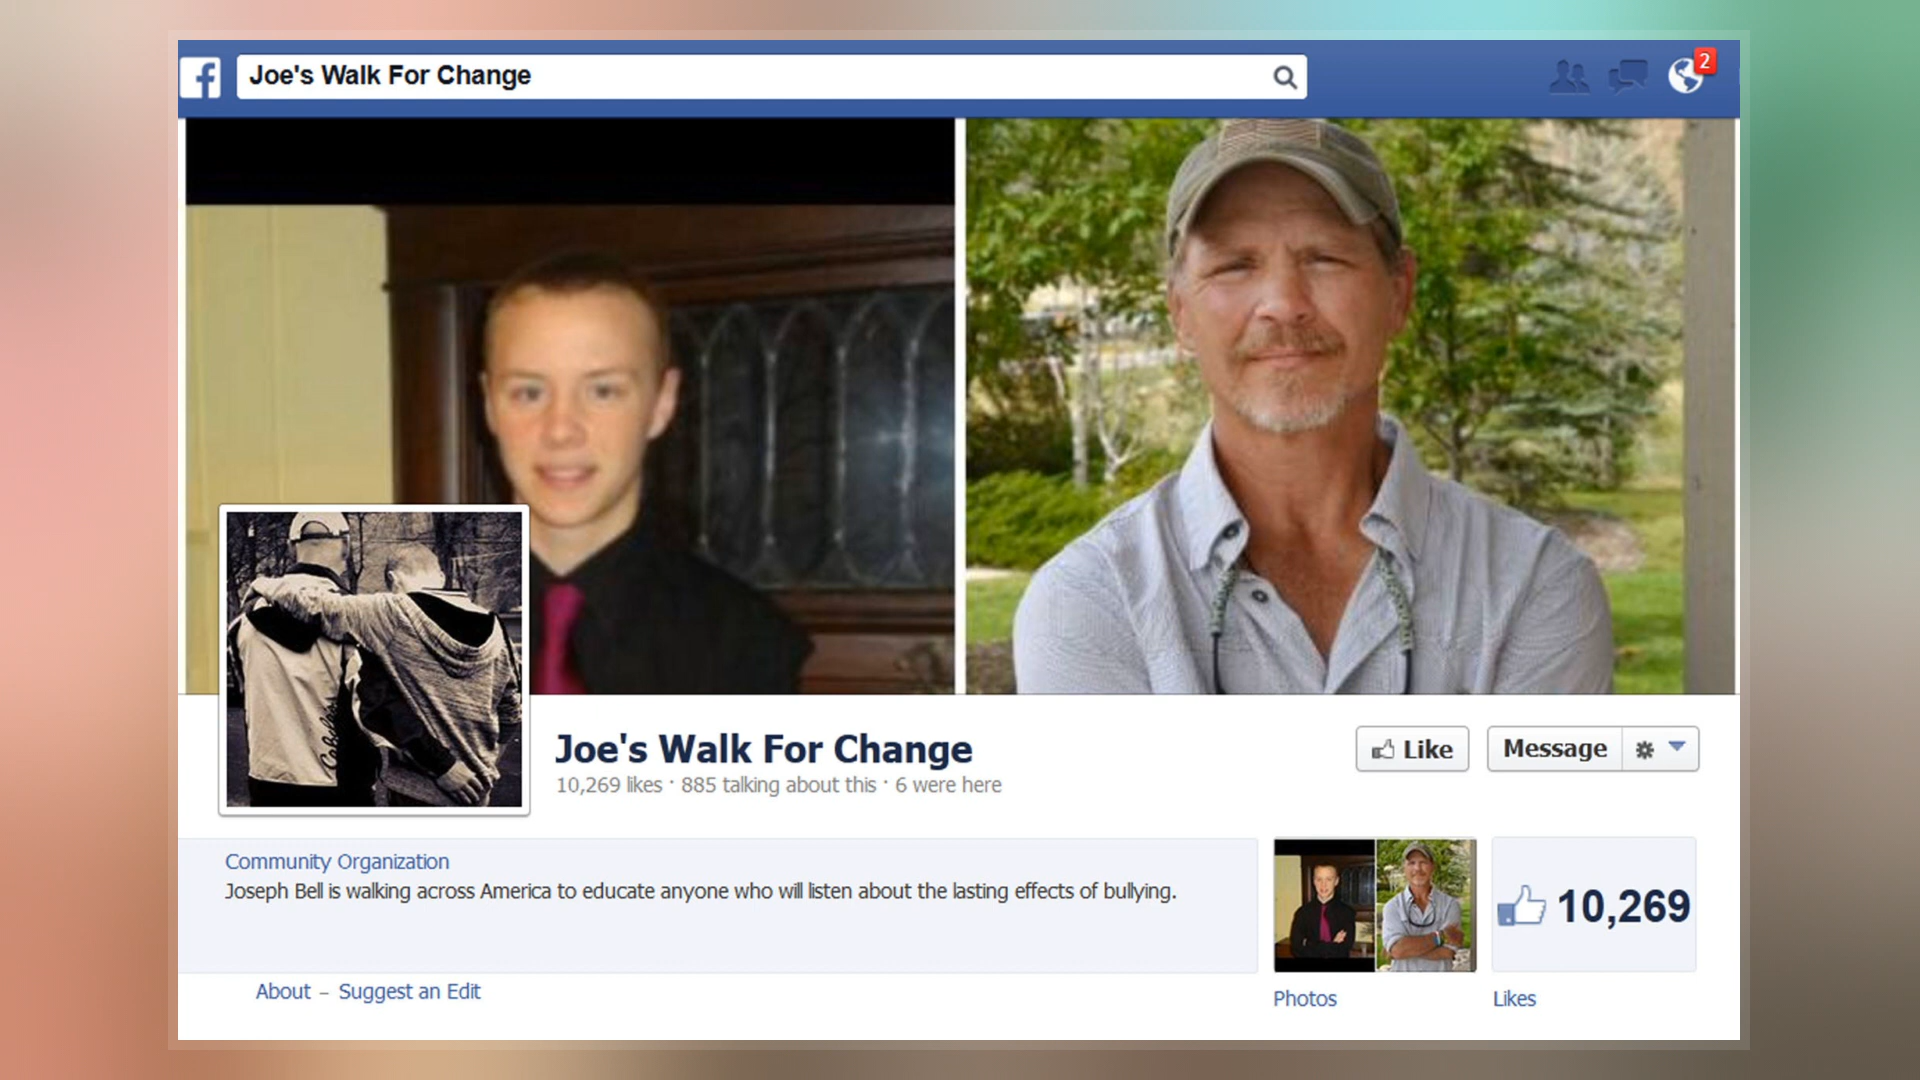 Joe's Walk For Change
2
Joe's Walk For Change
10,269 likes · 885 talking about this · 6 were here
Like
Message
Community Organization
Joseph Bell is walking across America to educate anyone who will listen about the lasting effects of bullying.
10,269
About – Suggest an Edit
Photos
Likes